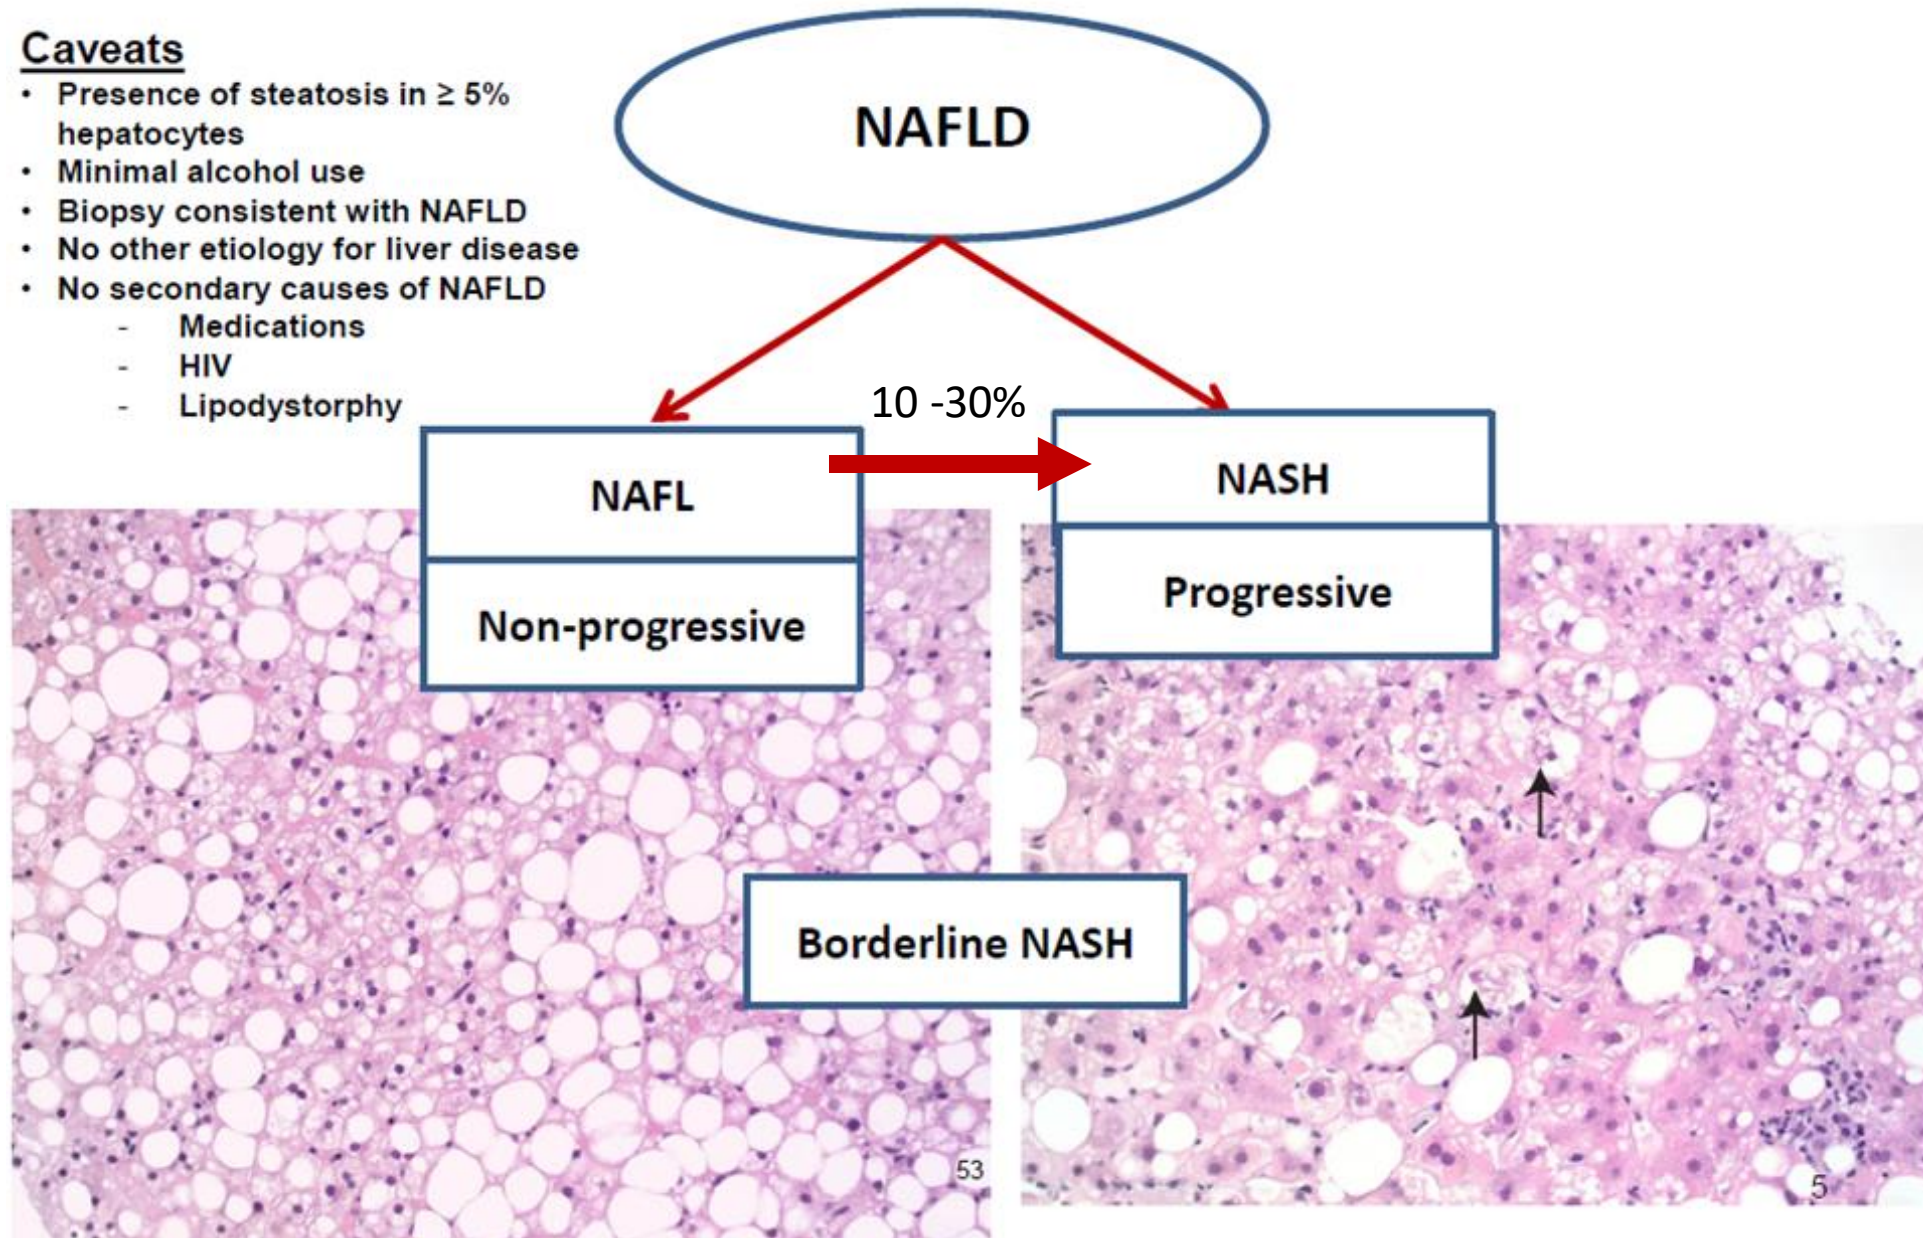 Caveats
• Presence of steatosis in ≥ 5%
hepatocytes
• Minimal alcohol use
• Biopsy consistent with NAFLD
• No other etiology for liver disease
• No secondary causes of NAFLD
- Medications
- HIV
- Lipodystorphy
NAFLD
10 -30%
NAFL
Non-progressive
NASH
Progressive
Borderline NASH
53
5